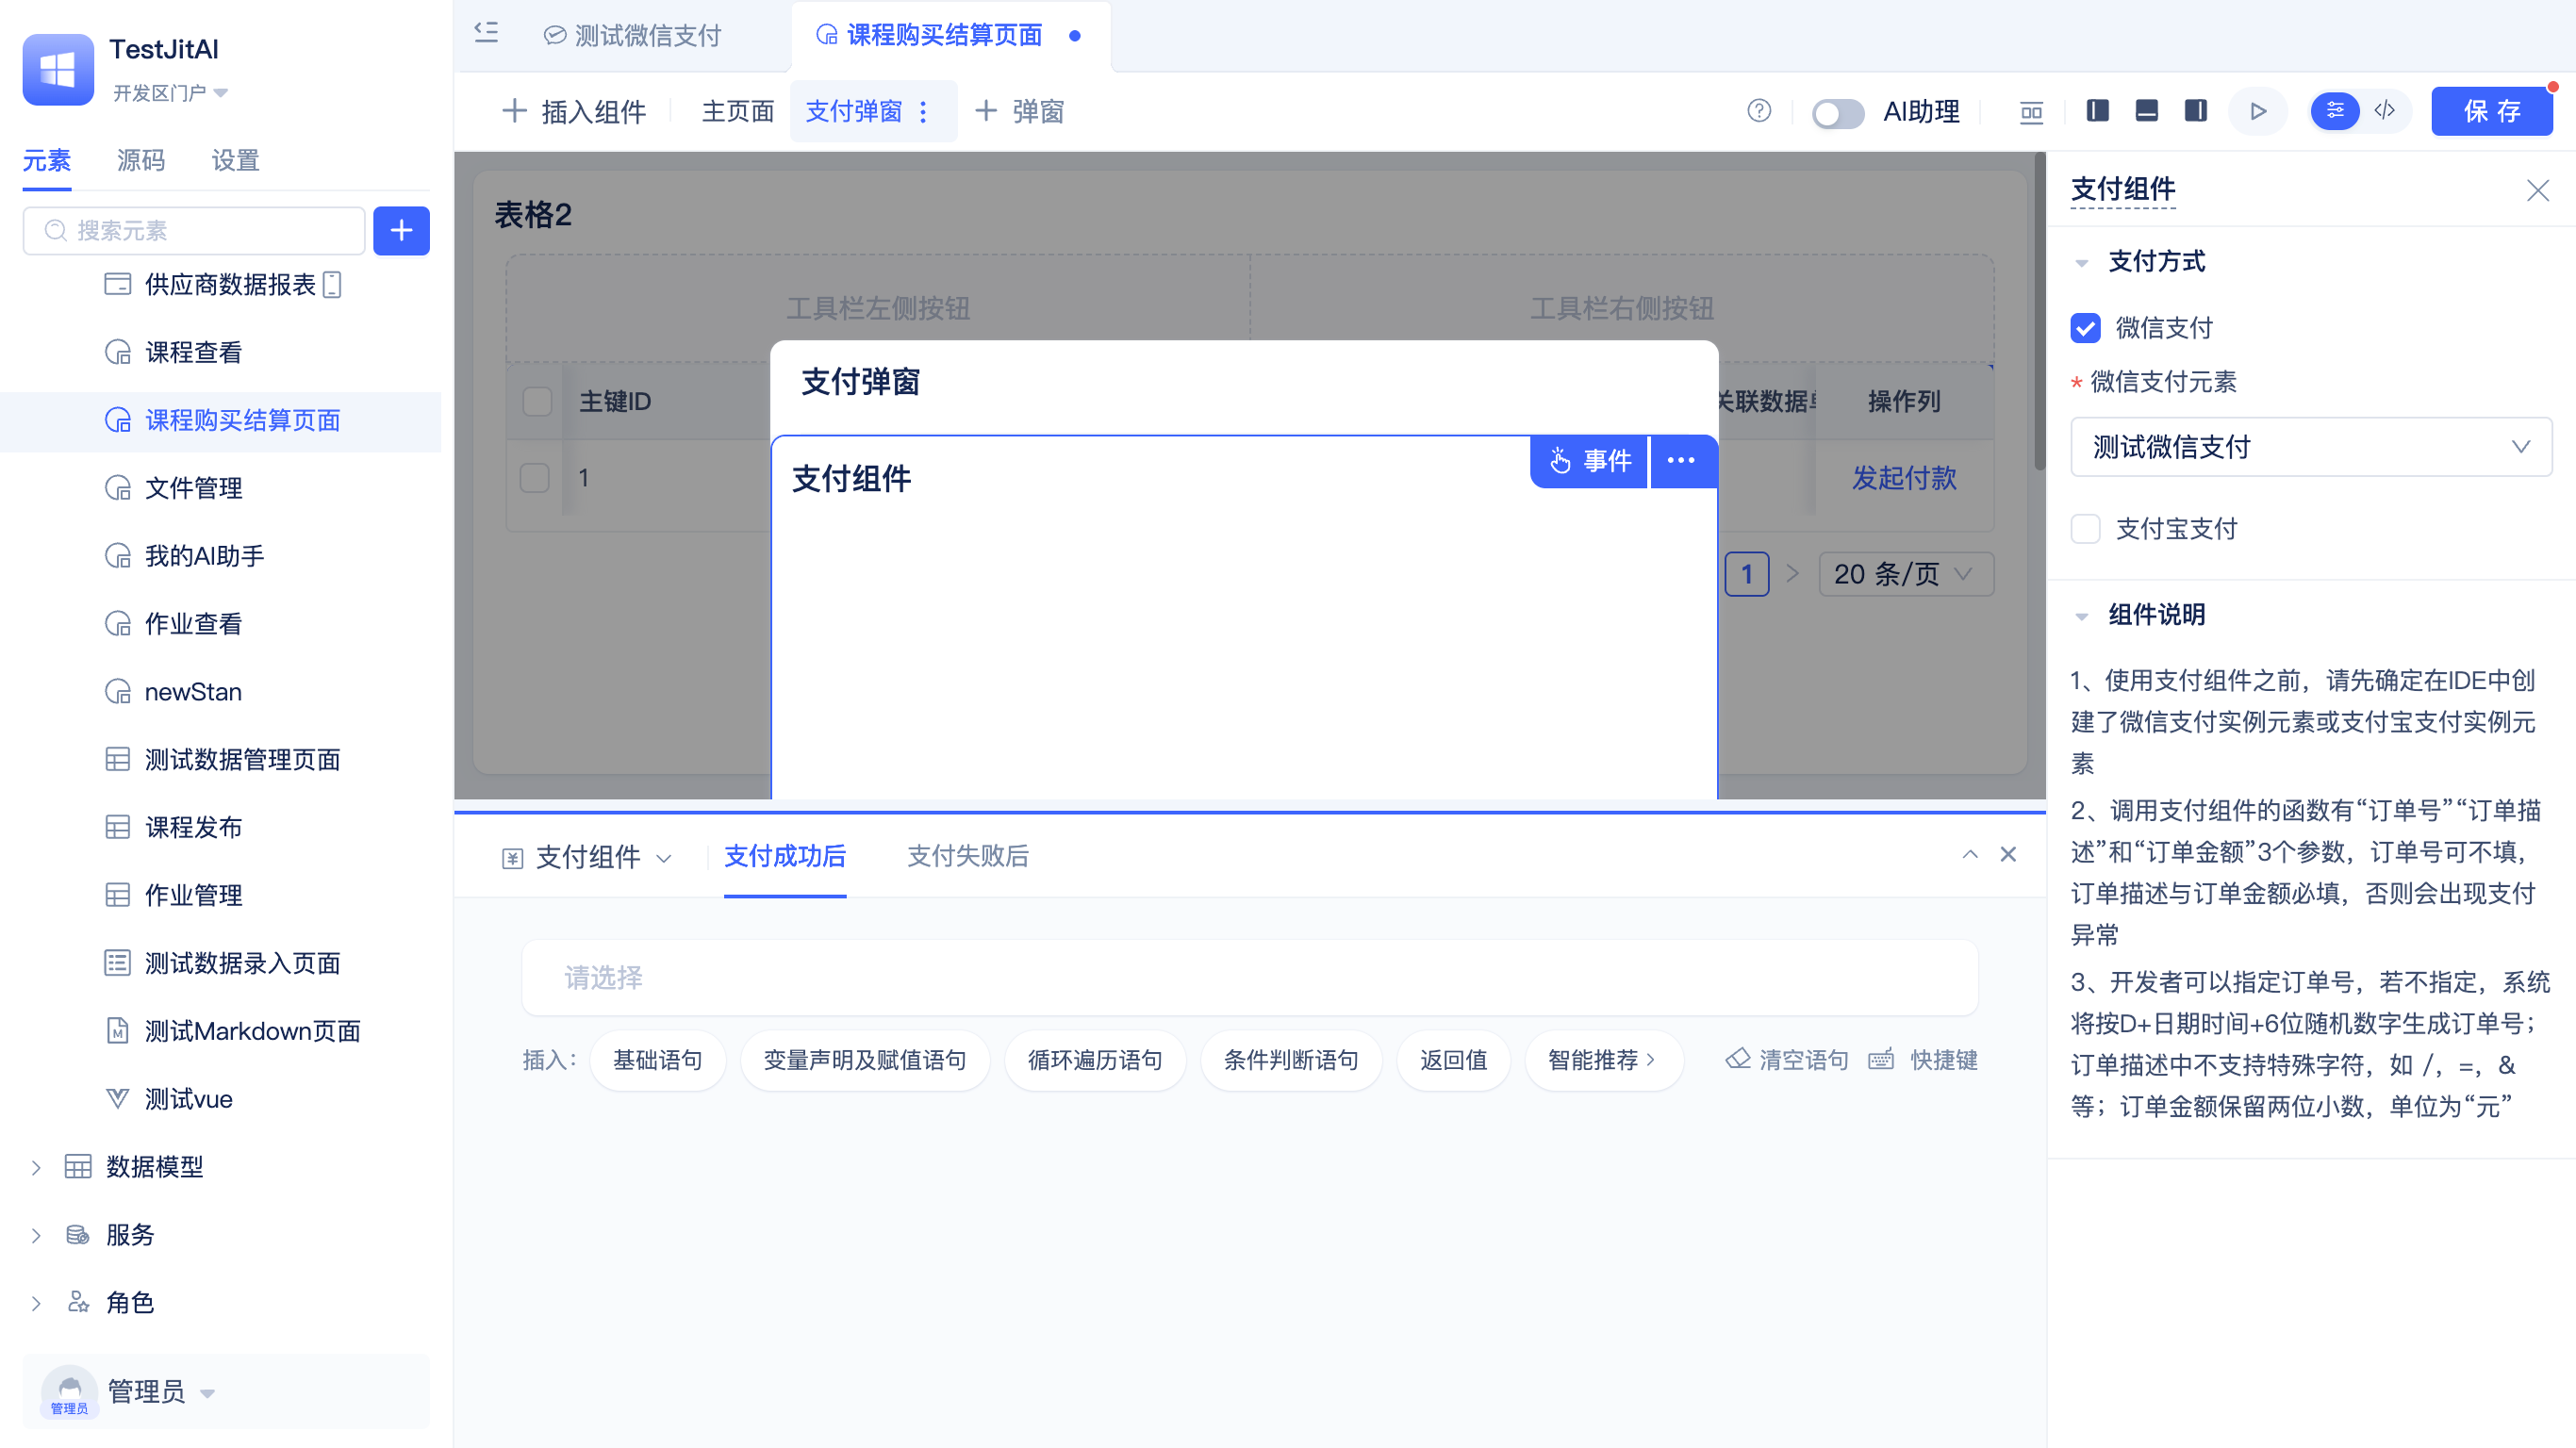 TestJitAI
开发区门户
元素
源码
设置
搜索元素
供应商数据报表
课程查看
课程购买结算页面
文件管理
我的AI助手
作业查看
newStan
测试数据管理页面
课程发布
作业管理
测试数据录入页面
测试Markdown页面
测试vue
数据模型
服务
角色
管理员
管理员
测试微信支付
课程购买结算页面
插入组件
主页面
支付弹窗
弹窗
AI助理
保存
表格2
工具栏左侧按钮
工具栏右侧按钮
主键ID
操作列
1
发起付款
1
20 条/页
支付弹窗
支付组件
事件
支付组件
支付成功后
支付失败后
请选择
插入：
基础语句
变量声明及赋值语句
循环遍历语句
条件判断语句
返回值
智能推荐
清空语句
快捷键
支付组件
支付方式
微信支付
* 微信支付元素
测试微信支付
支付宝支付
组件说明
1、使用支付组件之前，请先确定在IDE中创
建了微信支付实例元素或支付宝支付实例元
素
2、调用支付组件的函数有“订单号”“订单描
述”和“订单金额”3个参数，订单号可不填，
订单描述与订单金额必填，否则会出现支付
异常
3、开发者可以指定订单号，若不指定，系统
将按D+日期时间+6位随机数字生成订单号；
订单描述中不支持特殊字符，如 /，=，&
等；订单金额保留两位小数，单位为“元”